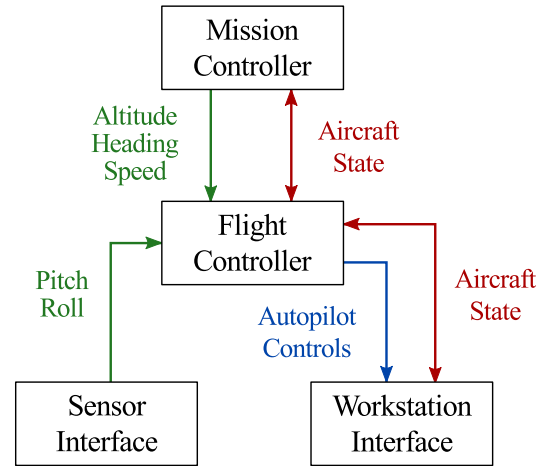 Mission
Controller
Altitude
Heading
Speed
Aircraft
State
Flight
Controller
Pitch
Roll
Autopilot
Controls
Aircraft
State
Sensor
Interface
Workstation
Interface